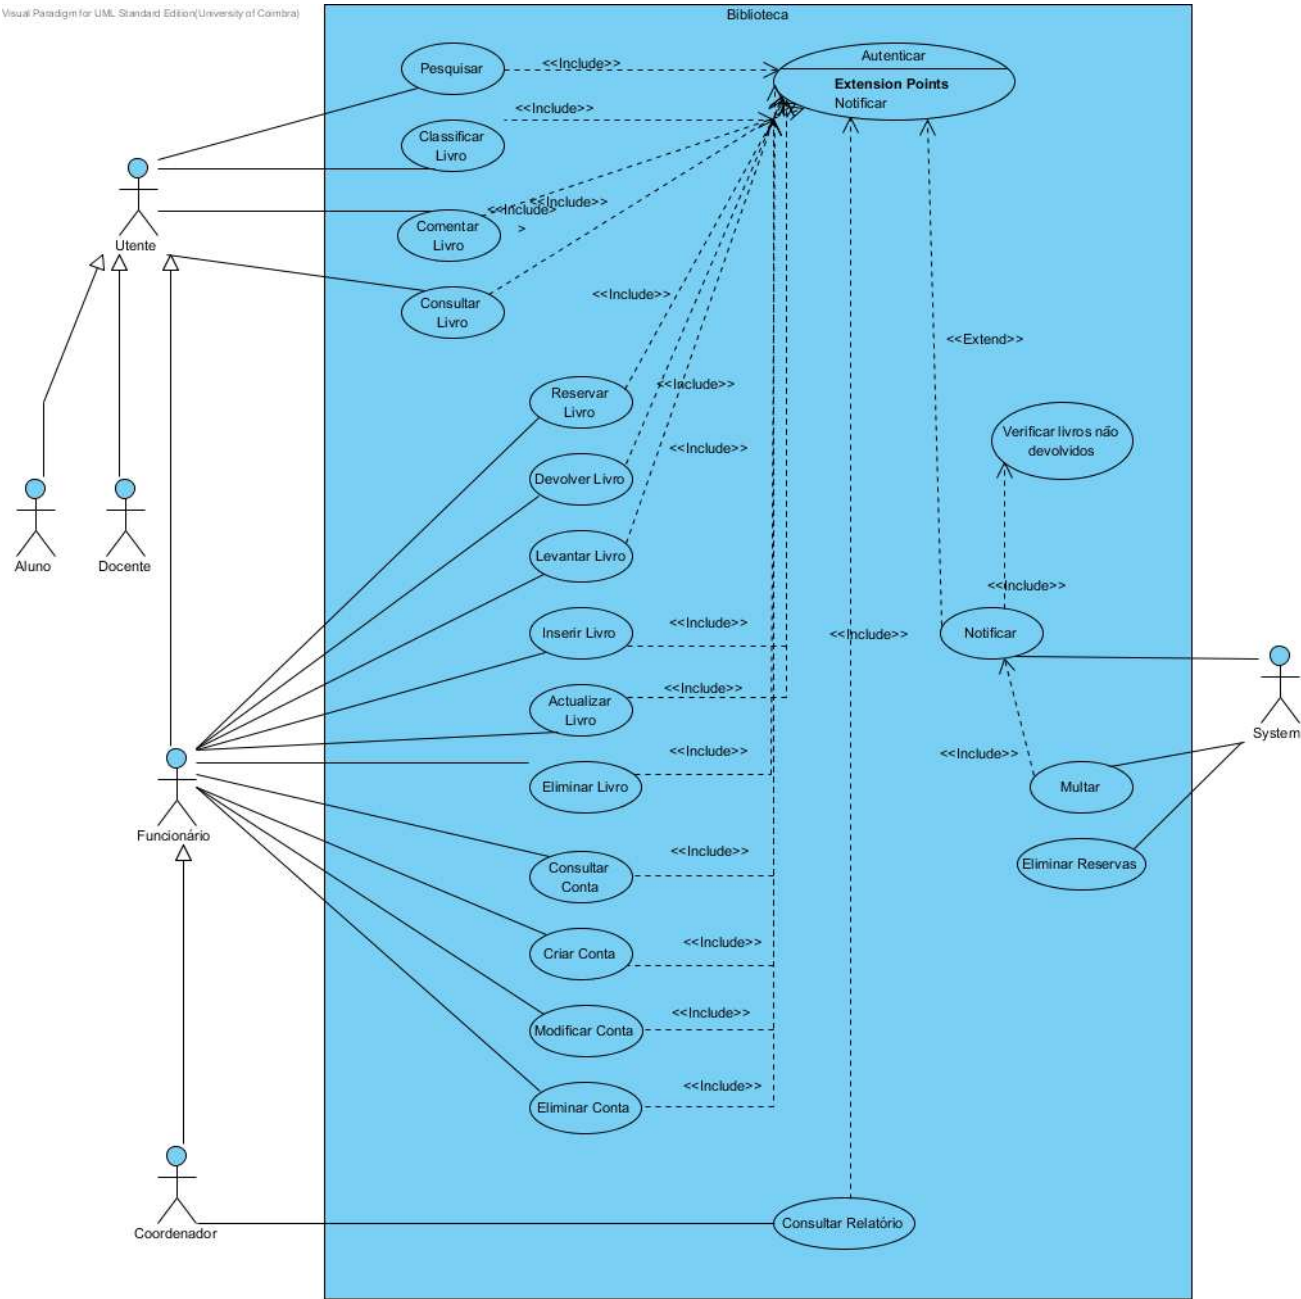 Visual Paradigm for UML Standard Edition(University of Coimbra)
Biblioteca
Pesquisar
<<Include>>
Autenticar
Extension Points
Notificar
<<Include>>
Classificar
Livro
Utente
Comentar
Livro
<<Include>
>
<<Include>>
Consultar
Livro
<<Include>>
<<Extend>>
Reservar
Livro
<<Include>>
Verificar livros não
devolvidos
<<Include>>
Devolver Livro
Aluno
Docente
Levantar Livro
<<Include>>
Inserir Livro
<<Include>>
<<Include>>
Notificar
Actualizar
Livro
<<Include>>
System
Eliminar Livro
<<Include>>
<<Include>>
Multar
Funcionário
Consultar
Conta
<<Include>>
Eliminar Reservas
Criar Conta
<<Include>>
Modificar Conta
<<Include>>
Eliminar Conta
<<Include>>
Coordenador
Consultar Relatório